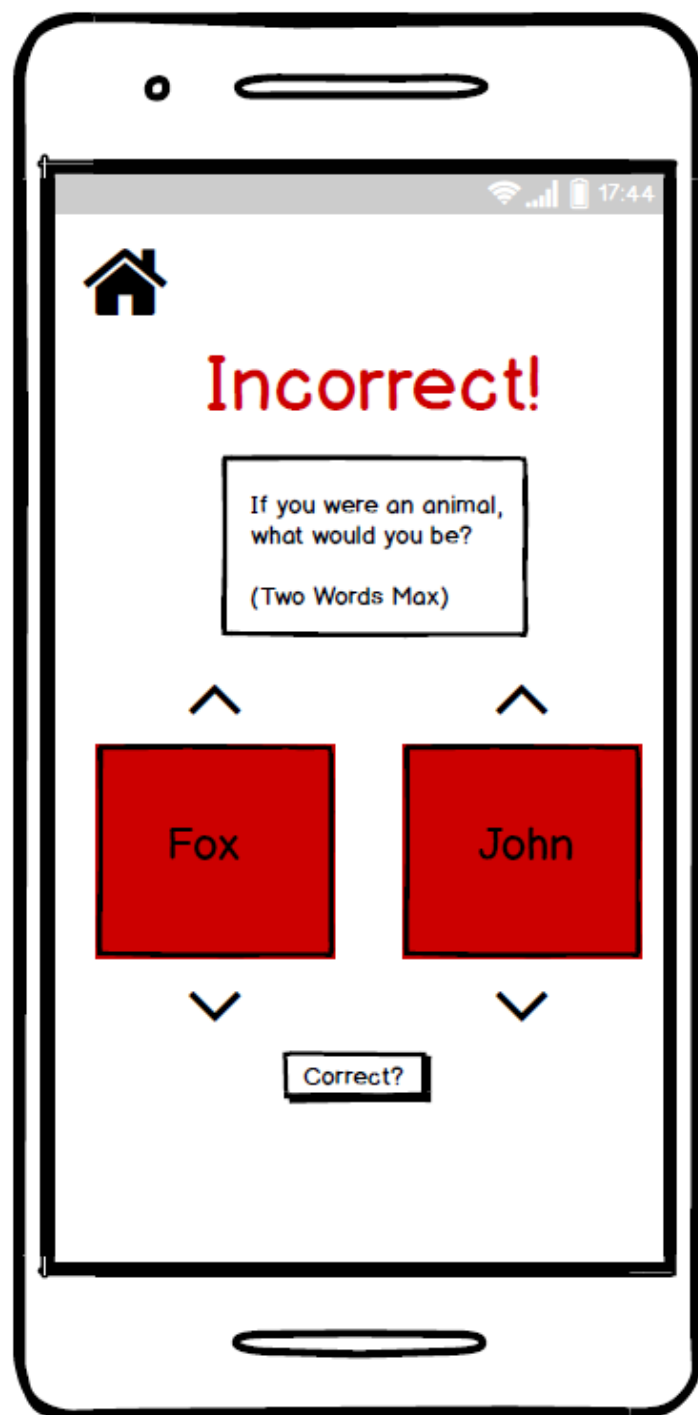 17:44
Incorrect!
If you were an animal,
what would you be?
(Two Words Max)
Fox
John
Correct?